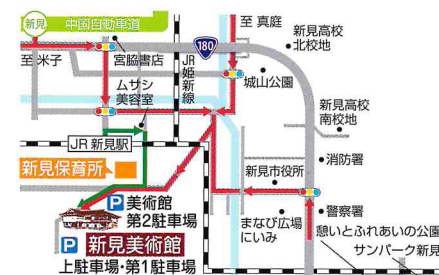 新見
中国自動車道
至 真庭
180
新見高校
北校地
至 米子
宮脇書店
JR姫新線
城山公園
ムサシ
美容室
新見高校
南校地
JR 新見駅
消防署
新見保育所
新見市役所
P 美術館
第2駐車場
まなび広場
にいみ
警察署
憩いとふれあいの公園
P 新見美術館
サンパーク新見
上駐車場・第1駐車場